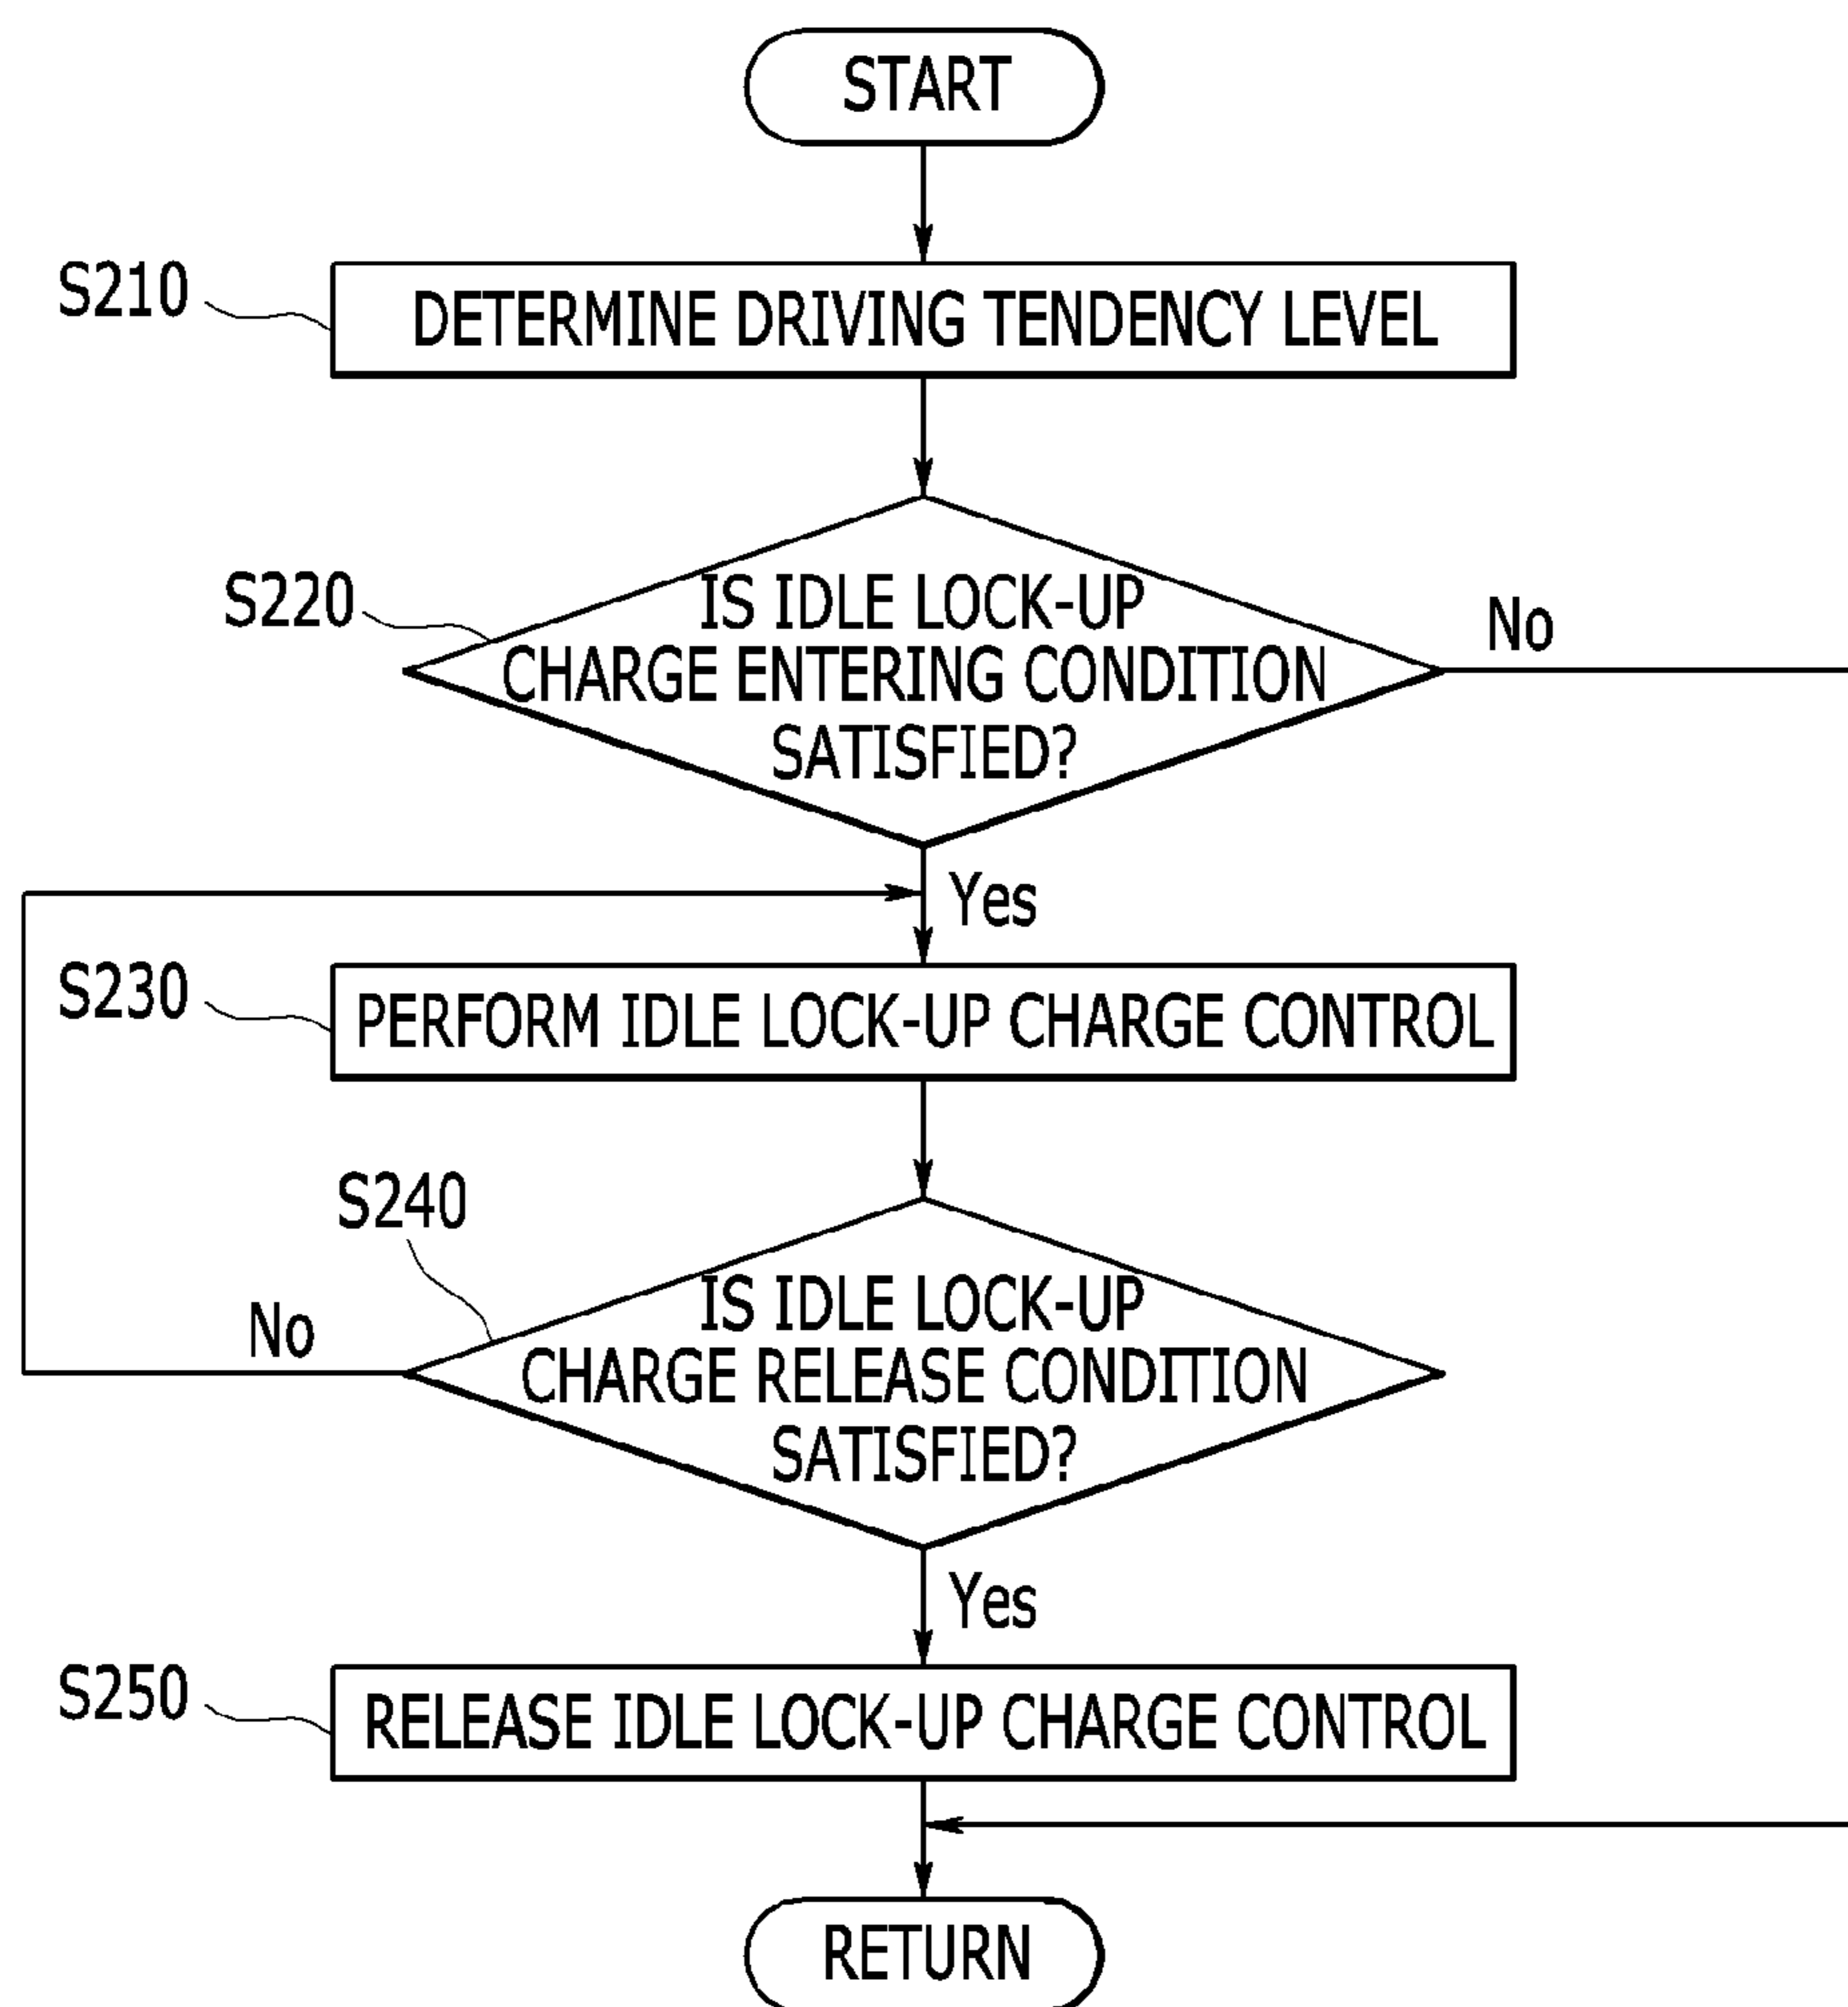 START
S210
DETERMINE DRIVING TENDENCY LEVEL
S220
IS IDLE LOCK-UP
CHARGE ENTERING CONDITION
SATISFIED?
No
Yes
S230
PERFORM IDLE LOCK-UP CHARGE CONTROL
S240
IS IDLE LOCK-UP
CHARGE RELEASE CONDITION
SATISFIED?
No
Yes
S250
RELEASE IDLE LOCK-UP CHARGE CONTROL
RETURN